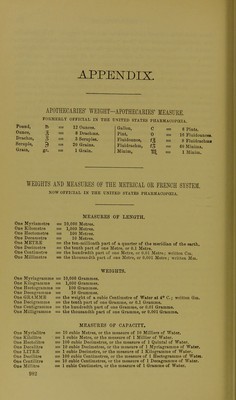 APPENDIX.
APOTHECARIES' WEIGHT—APOTHECARIES' MEASURE.
FORMERLY OFFICIAL IN THE UNITED STATES PHARMACOPŒIA.
Pound, ℔ = 12 Ounces. Gallon, C = 8 Pints.
Ounce, ℥ = 8 Drachms. Pint, O = 16 Fluidounces.
Drachm, ʒ = 3 Scruples. Fluidounce, f℥ = 8 Fluidrachms
Scruple, ℈ = 20 Grains. Fluidrachm, fʒ = 60 Minims.
Grain, gr. = 1 Grain. Minim, ♏ = 1 Minim.
WEIGHTS AND MEASURES OF THE METRICAL OR FRENCH SYSTEM.
NOW OFFICIAL IN THE UNITED STATES PHARMACOPŒIA.
MEASURES OF LENGTH.
One Myriametre = 10,000 Metres.
One Kilometre = 1,000 Metres.
One Hectometre = 100 Metres.
One Decametre = 10 Metres.
One METRE = the ten-millionth part of a quarter of the meridian of the earth.
One Decimetre = the tenth part of one Metre, or 0.1 Metre.
One Centimetre = the hundredth part of one Metre, or 0.01 Metre; written Cm.
One Millimetre = the thousandth part of one Metre, or 0.001 Metre; written Mm.
WEIGHTS.
One Myriagramme = 10,000 Grammes.
One Kilogramme = 1,000 Grammes.
One Hectogramme = 100 Grammes.
One Decagramme = 10 Grammes.
One GRAMME = the weight of a cubic Centimetre of Water at 4° C.; written Gm.
One Decigramme = the tenth part of one Gramme, or 0.1 Gramme.
One Centigramme = the hundredth part of one Gramme, or 0.01 Gramme.
One Milligramme = the thousandth part of one Gramme, or 0.001 Gramme.
MEASURES OF CAPACITY.
One Myrialitre = 10 cubic Metres, or the measure of 10 Milliers of Water.
One Kilolitre = 1 cubic Metre, or the measure of 1 Millier of Water.
One Hectolitre = 100 cubic Decimetres, or the measure of 1 Quintal of Water.
One Decalitre = 10 cubic Decimetres, or the measure of 1 Myriagramme of Water.
One LITRE = 1 cubic Decimetre, or the measure of 1 Kilogramme of Water.
One Decilitre = 100 cubic Centimetres, or the measure of 1 Hectogramme of Water.
One Centilitre = 10 cubic Centimetres, or the measure of 1 Decagramme of Water.
One Millitre = 1 cubic Centimetre, or the measure of 1 Gramme of Water.